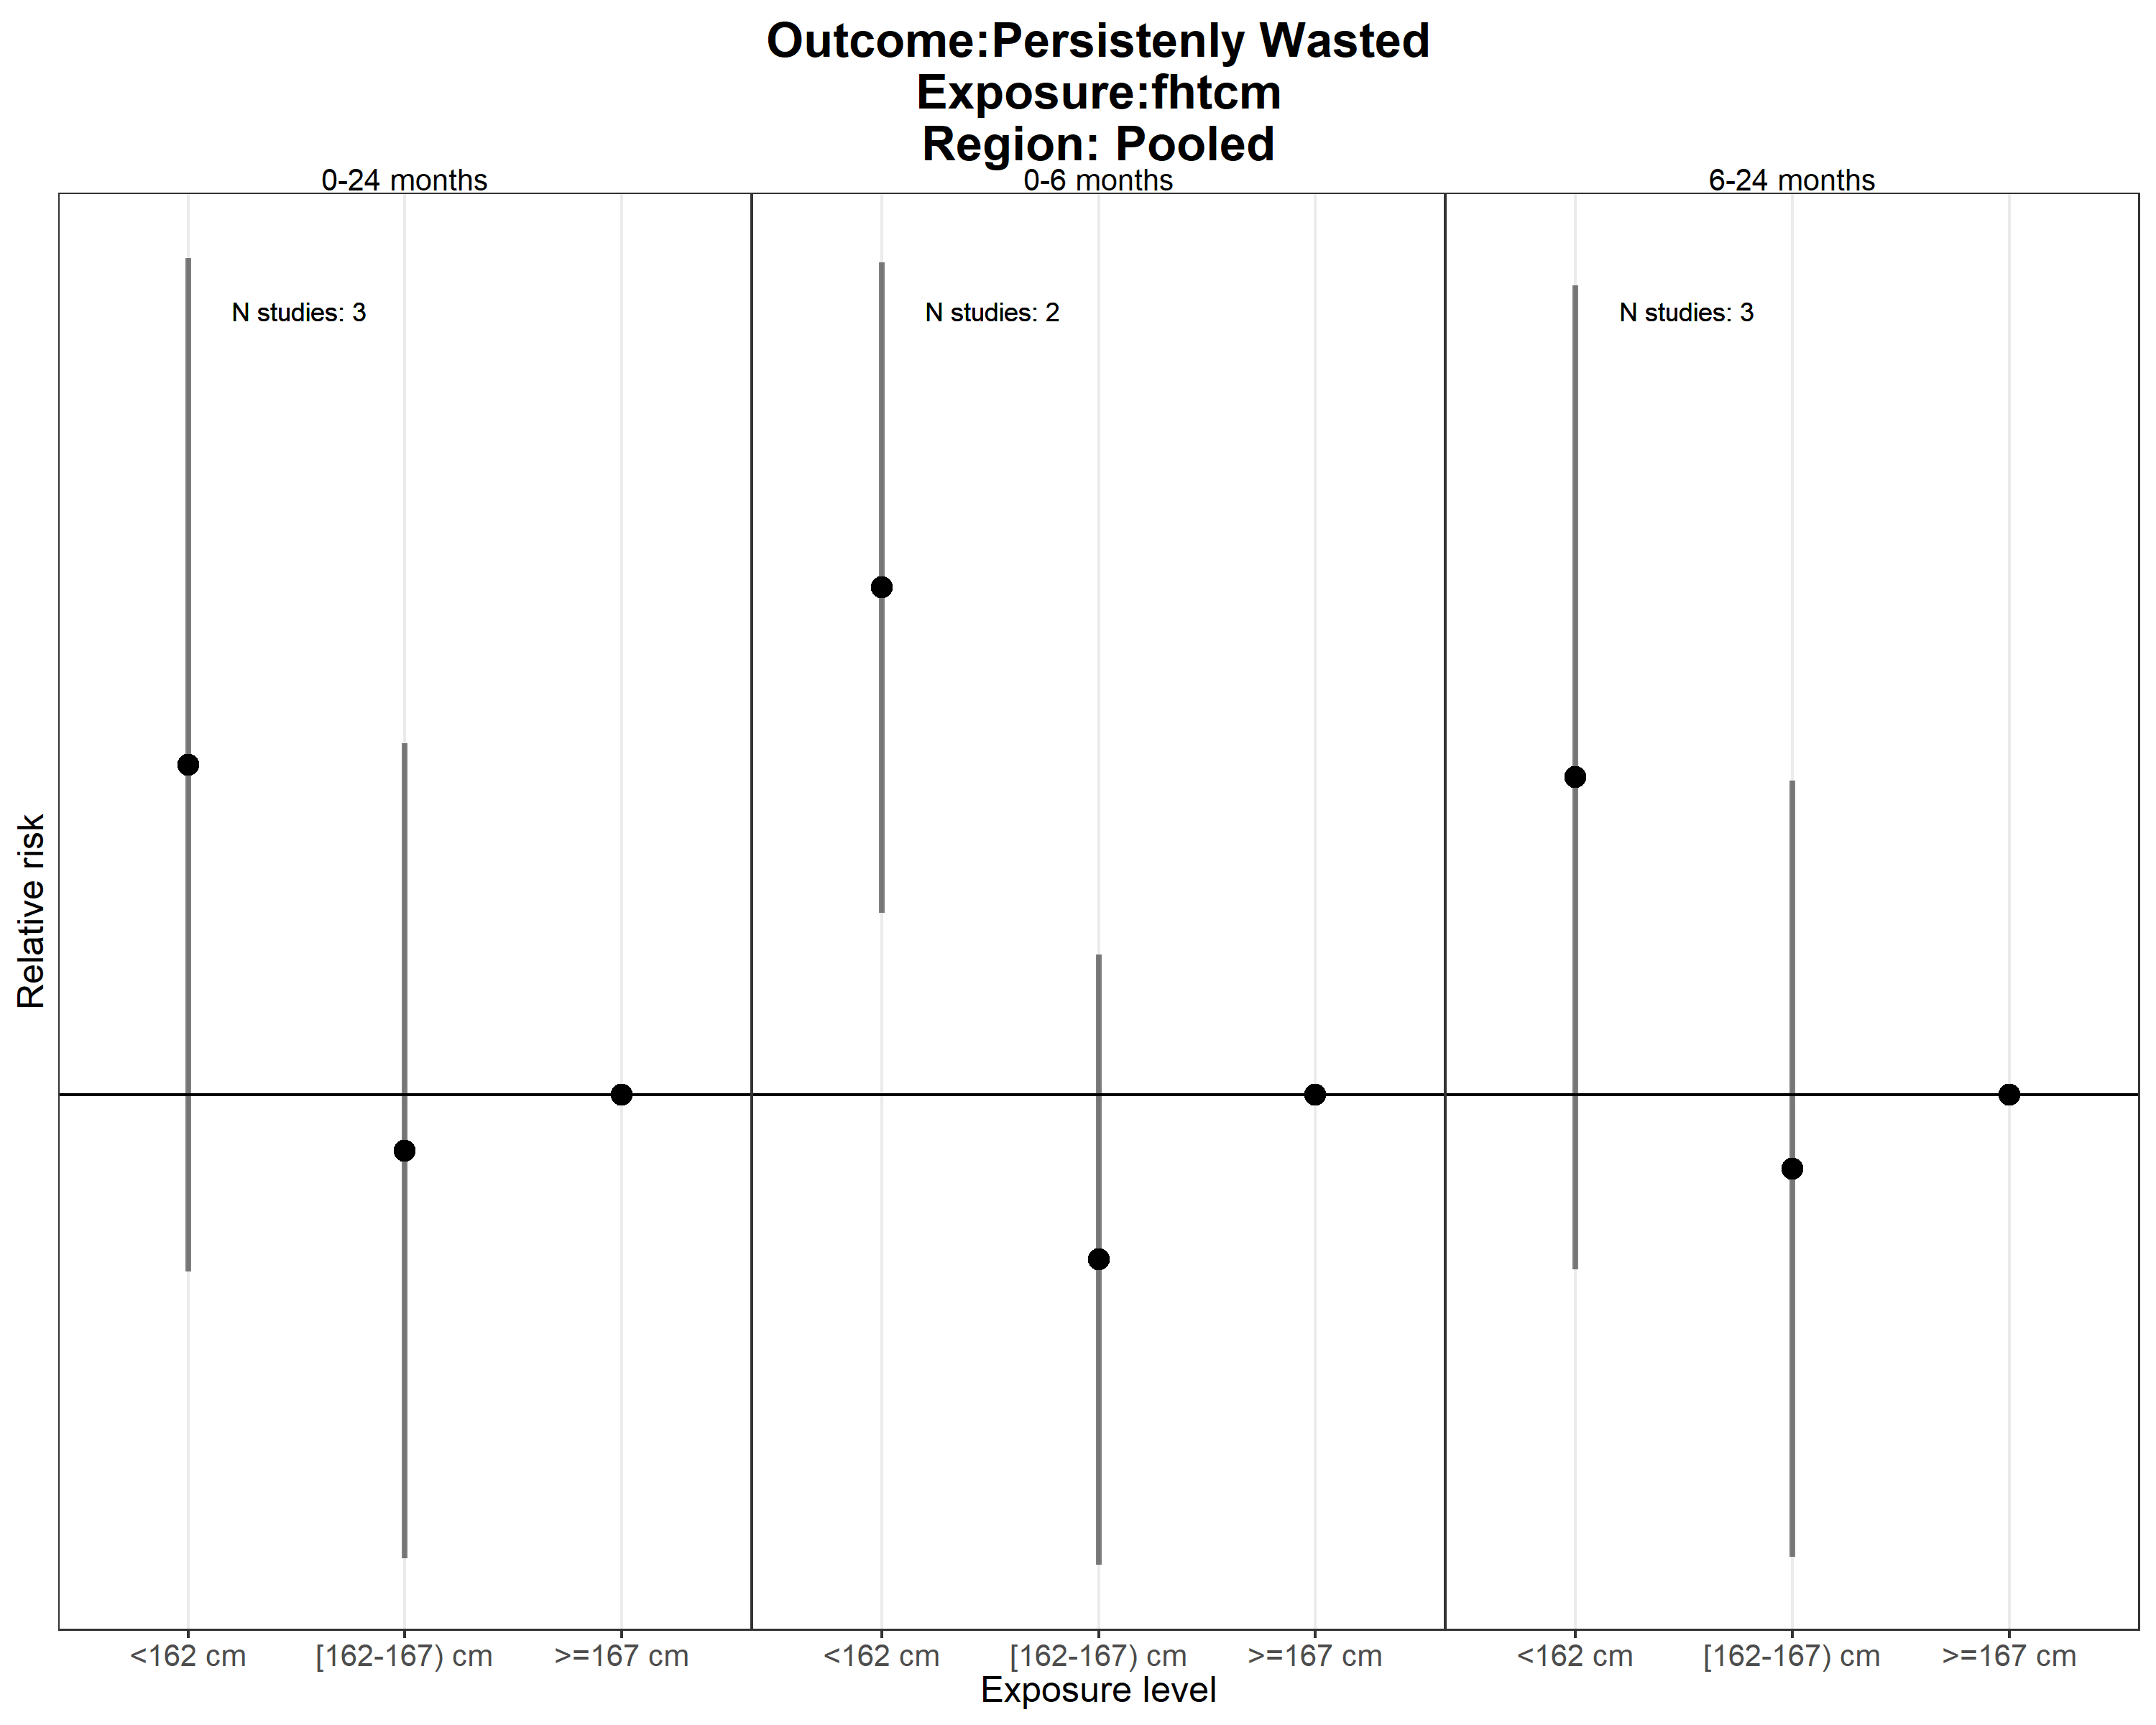 Outcome:Persistenly Wasted
Exposure:fhtcm
Region: Pooled
0-24 months
0-6 months
6-24 months
N studies: 3
N studies: 2
N studies: 3
Relative risk
<162 cm
[162-167) cm
>=167 cm
<162 cm
[162-167) cm
>=167 cm
<162 cm
[162-167) cm
>=167 cm
Exposure level